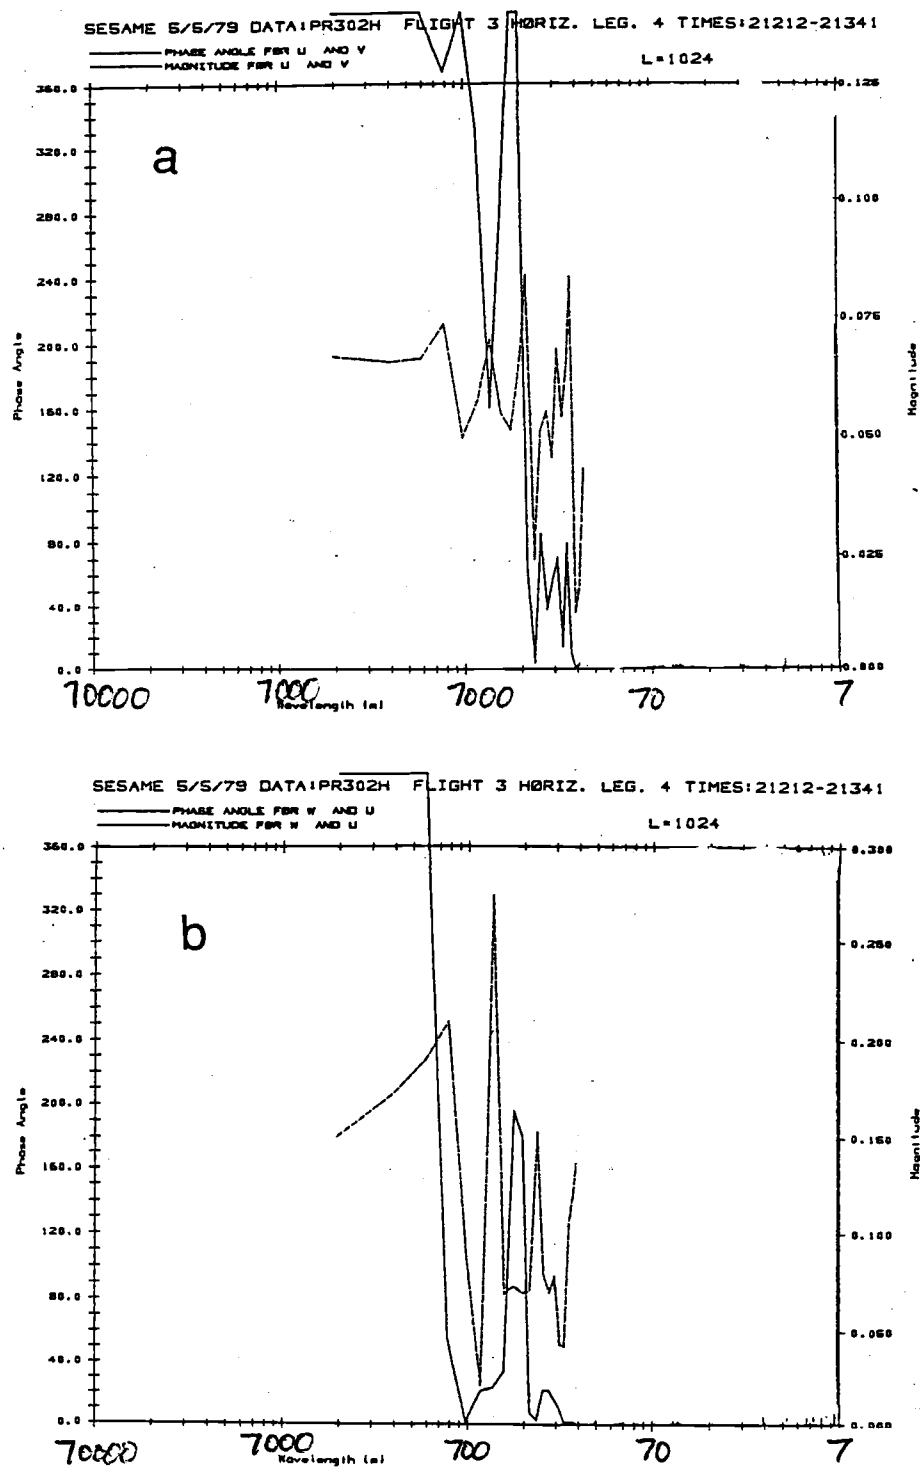 SESAME 5/5/79 DATA:PR302H FLIGHT 3 HØRIZ. LEG. 4 TIMES:21212-21341
PHASE ANGLE FØR U AND V
MAGNITUDE FØR U AND V
L=1024
a
360.0
320.0
280.0
240.0
200.0
160.0
120.0
80.0
40.0
0.0
Phase Angle
0.125
0.100
0.075
0.050
0.025
0.000
Magnitude
70000 7000 7000 70 7
Wavelength (m)
SESAME 5/5/79 DATA:PR302H FLIGHT 3 HØRIZ. LEG. 4 TIMES:21212-21341
PHASE ANGLE FØR W AND U
MAGNITUDE FØR W AND U
L=1024
b
360.0
320.0
280.0
240.0
200.0
160.0
120.0
80.0
40.0
0.0
Phase Angle
0.300
0.250
0.200
0.150
0.100
0.050
0.000
Magnitude
70000 7000 700 70 7
Wavelength (m)